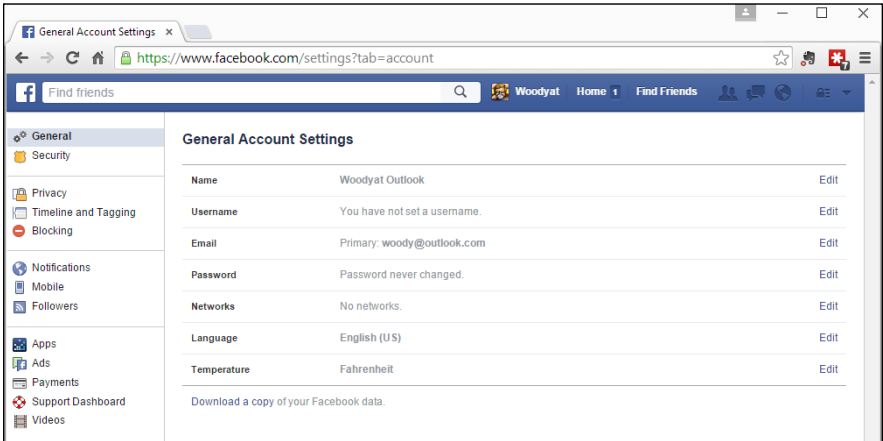 General Account Settings
https://www.facebook.com/settings?tab=account
7
f Find friends Woodyat Home 1 Find Friends
General
Security
Privacy
Timeline and Tagging
Blocking
Notifications
Mobile
Followers
Apps
Ads
Payments
Support Dashboard
Videos
General Account Settings
Name Woodyat Outlook Edit
Username You have not set a username. Edit
Email Primary: woody@outlook.com Edit
Password Password never changed. Edit
Networks No networks. Edit
Language English (US) Edit
Temperature Fahrenheit Edit
Download a copy of your Facebook data.